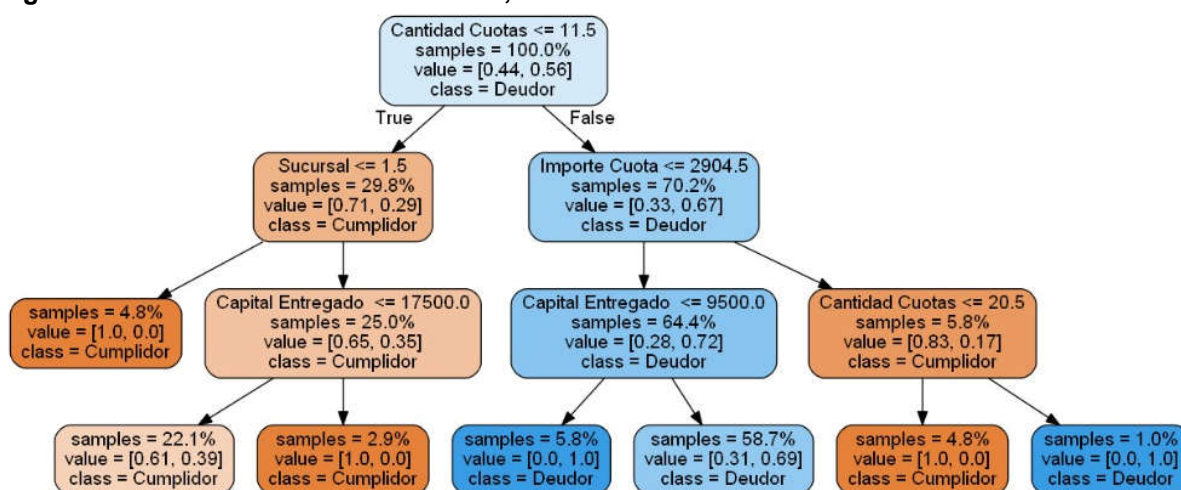 Cantidad Cuotas <= 11.5
samples = 100.0%
value = [0.44, 0.56]
class = Deudor
True
False
Sucursal <= 1.5
samples = 29.8%
value = [0.71, 0.29]
class = Cumplidor
Importe Cuota <= 2904.5
samples = 70.2%
value = [0.33, 0.67]
class = Deudor
samples = 4.8%
value = [1.0, 0.0]
class = Cumplidor
Capital Entregado <= 17500.0
samples = 25.0%
value = [0.65, 0.35]
class = Cumplidor
Capital Entregado <= 9500.0
samples = 64.4%
value = [0.28, 0.72]
class = Deudor
Cantidad Cuotas <= 20.5
samples = 5.8%
value = [0.83, 0.17]
class = Cumplidor
samples = 22.1%
value = [0.61, 0.39]
class = Cumplidor
samples = 2.9%
value = [1.0, 0.0]
class = Cumplidor
samples = 5.8%
value = [0.0, 1.0]
class = Deudor
samples = 58.7%
value = [0.31, 0.69]
class = Deudor
samples = 4.8%
value = [1.0, 0.0]
class = Cumplidor
samples = 1.0%
value = [0.0, 1.0]
class = Deudor